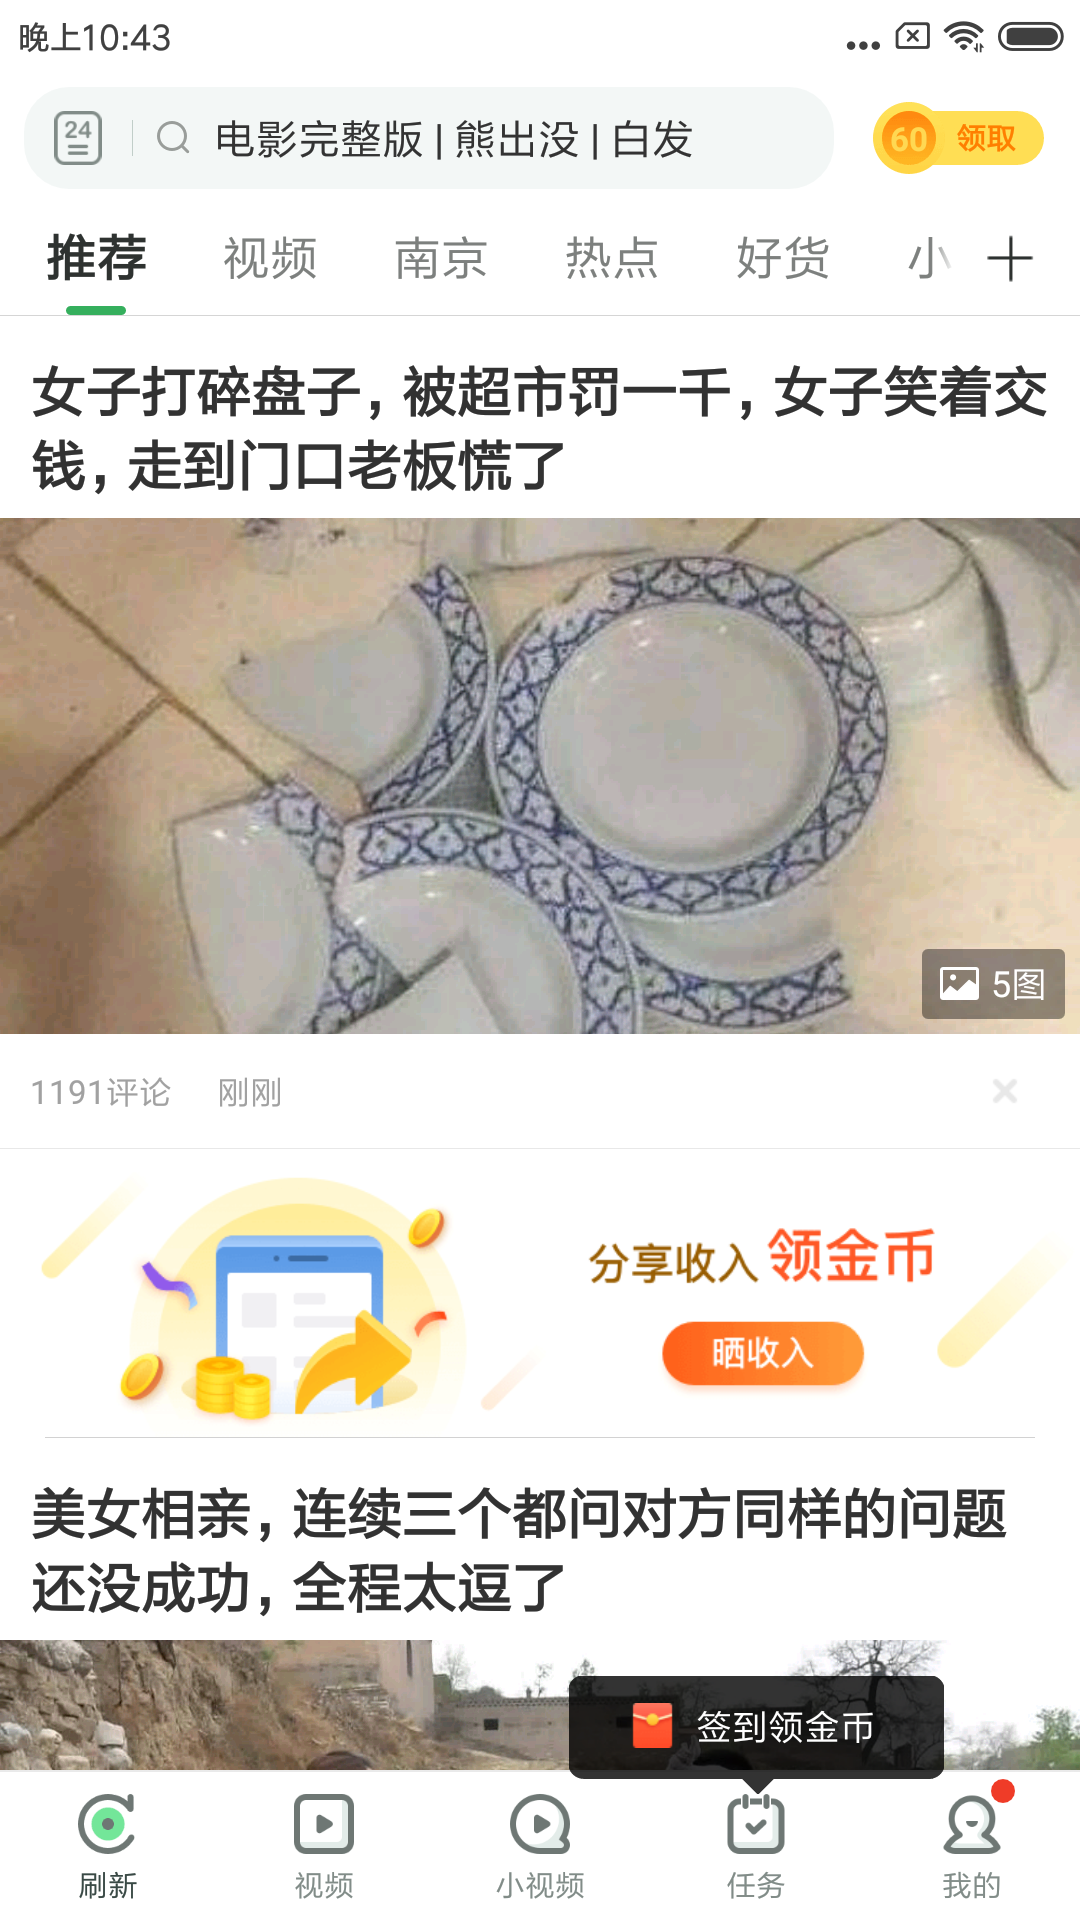 晚上10:43
24
电影完整版 | 熊出没 | 白发
60 领取
推荐 视频 南京 热点 好货 小
女子打碎盘子，被超市罚一千，女子笑着交
钱，走到门口老板慌了
5图
1191评论 刚刚
分享收入 领金币
晒收入
美女相亲，连续三个都问对方同样的问题
还没成功，全程太逗了
签到领金币
刷新 视频 小视频 任务 我的